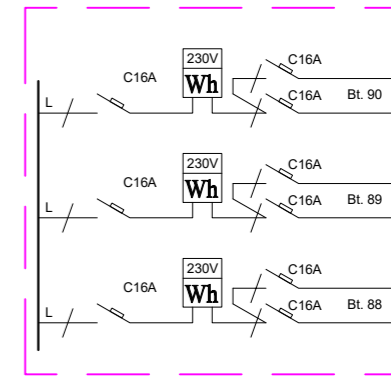 230V
C16A
C16A
Wh
L
C16A
Bt. 90
230V
C16A
C16A
Wh
L
C16A
Bt. 89
230V
C16A
C16A
Wh
L
C16A
Bt. 88